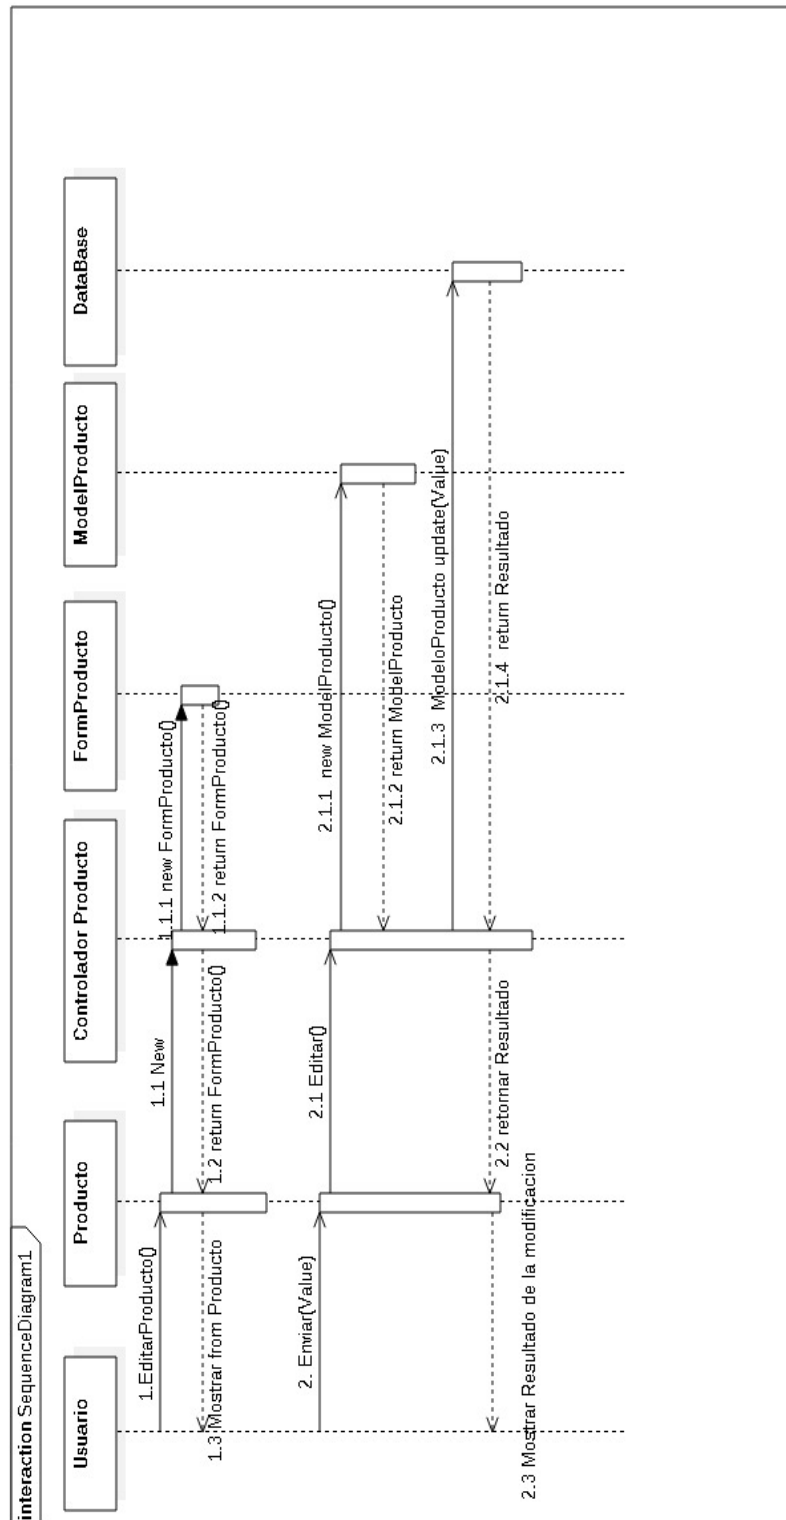 interaction SequenceDiagram1
Usuario
Producto
Controlador Producto
FormProducto
ModelProducto
DataBase
1.EditarProducto()
1.1 New
1.1.1 new FormProducto()
1.1.2 return FormProducto()
1.2 return FormProducto()
1.3 Mostrar from Producto
2. Enviar(Value)
2.1 Editar()
2.1.1 new ModelProducto()
2.1.2 return ModelProducto
2.1.3 ModeloProducto update(Value)
2.1.4 return Resultado
2.2 retornar Resultado
2.3 Mostrar Resultado de la modificacion